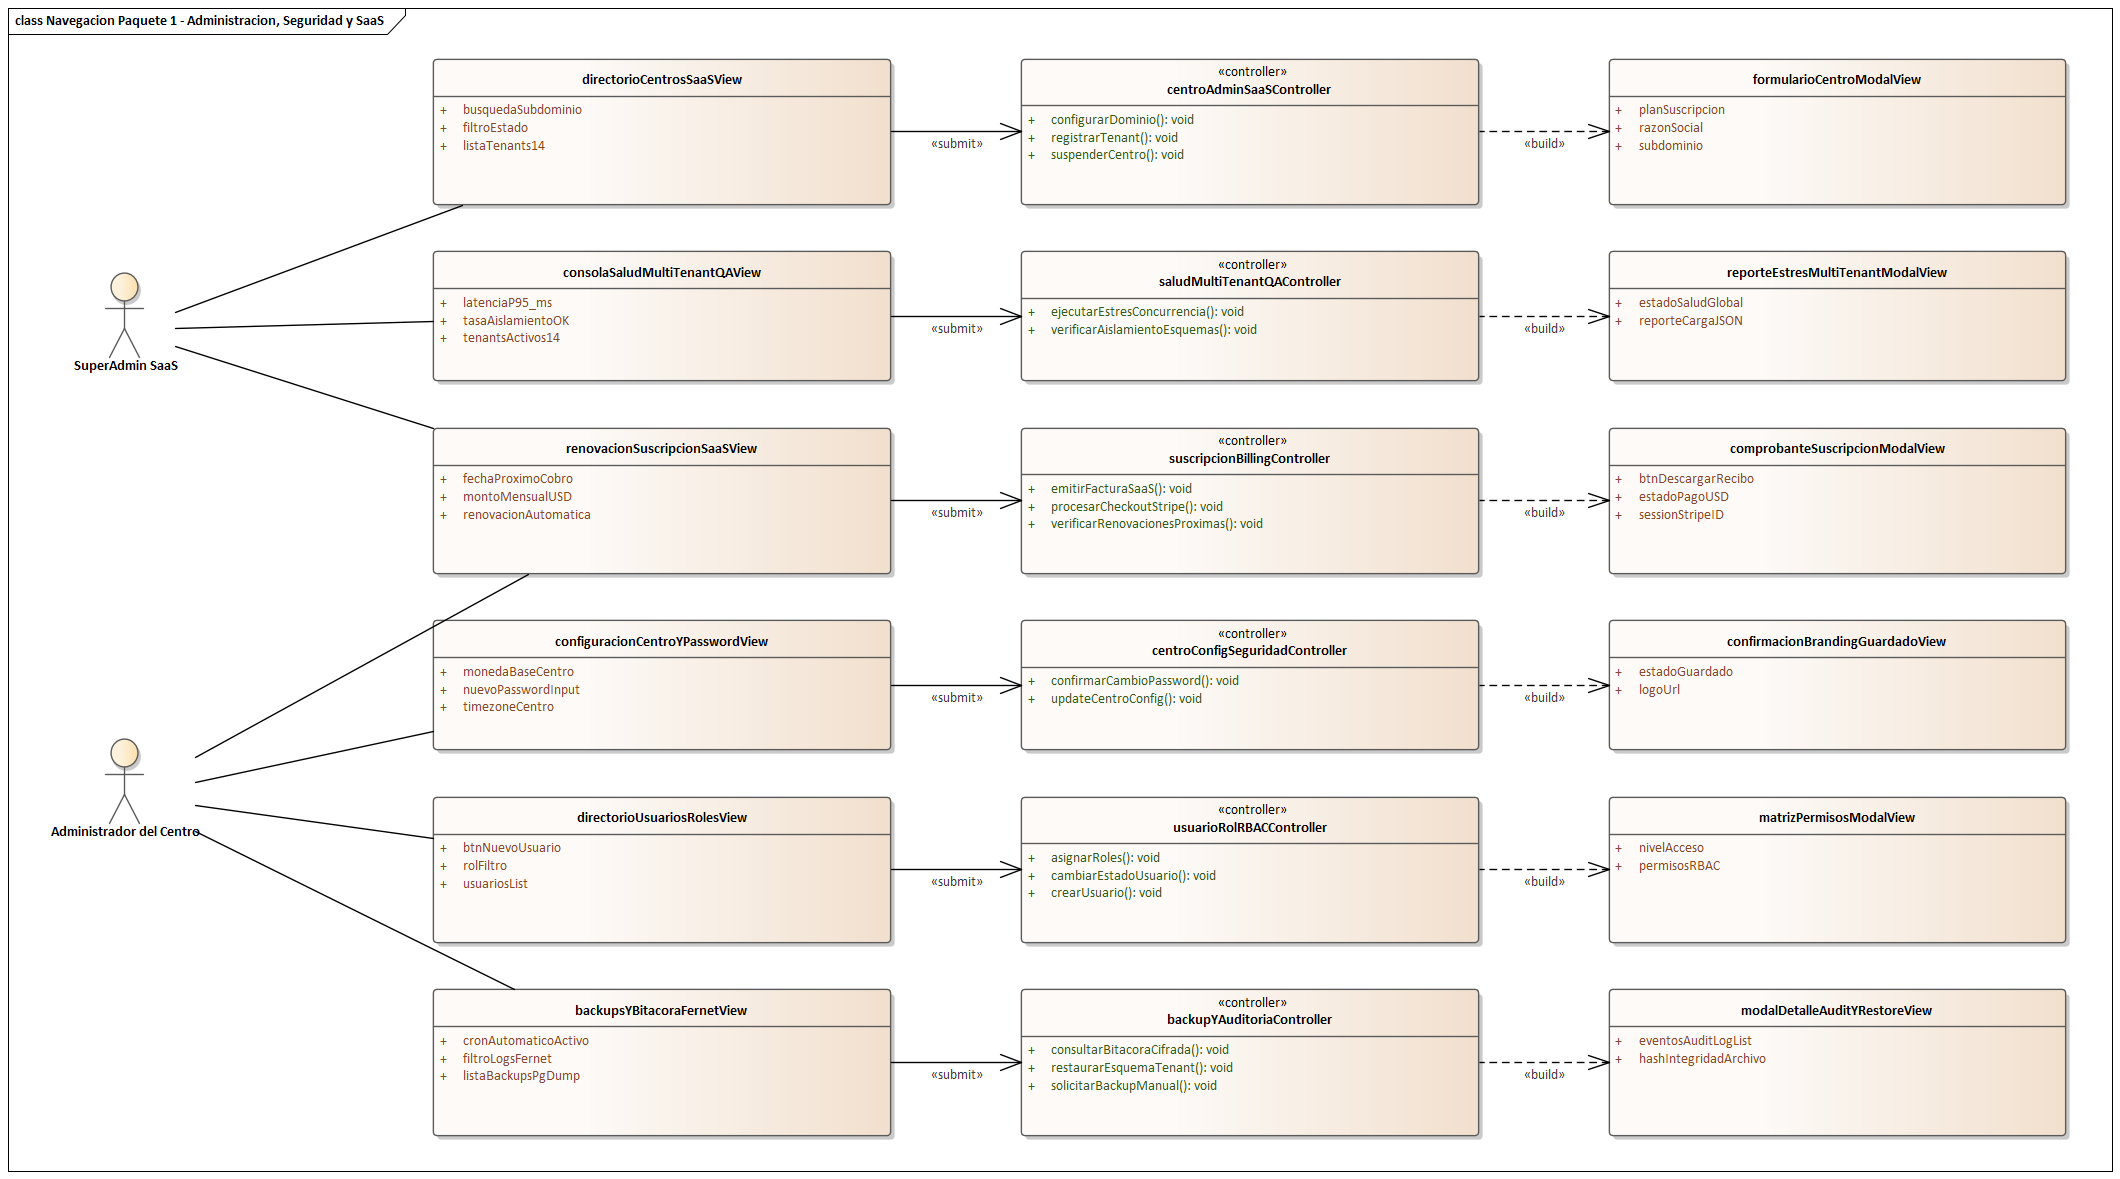 class Navegacion Paquete 1 - Administracion, Seguridad y SaaS
directorioCentrosSaaSView
+ busquedaSubdominio
+ filtroEstado
+ listaTenants14
«submit»
«controller»
centroAdminSaaSController
+ configurarDominio(): void
+ registrarTenant(): void
+ suspenderCentro(): void
«build»
formularioCentroModalView
+ planSuscripcion
+ razonSocial
+ subdominio
SuperAdmin SaaS
consolaSaludMultiTenantQAView
+ latenciaP95_ms
+ tasaAislamientoOK
+ tenantsActivos14
«submit»
«controller»
saludMultiTenantQAController
+ ejecutarEstresConcurrencia(): void
+ verificarAislamientoEsquemas(): void
«build»
reporteEstresMultiTenantModalView
+ estadoSaludGlobal
+ reporteCargaJSON
renovacionSuscripcionSaaSView
+ fechaProximoCobro
+ montoMensualUSD
+ renovacionAutomatica
«submit»
«controller»
suscripcionBillingController
+ emitirFacturaSaaS(): void
+ procesarCheckoutStripe(): void
+ verificarRenovacionesProximas(): void
«build»
comprobanteSuscripcionModalView
+ btnDescargarRecibo
+ estadoPagoUSD
+ sessionStripeID
configuracionCentroYPasswordView
+ monedaBaseCentro
+ nuevoPasswordInput
+ timezoneCentro
«submit»
«controller»
centroConfigSeguridadController
+ confirmarCambioPassword(): void
+ updateCentroConfig(): void
«build»
confirmacionBrandingGuardadoView
+ estadoGuardado
+ logoUrl
Administrador del Centro
directorioUsuariosRolesView
+ btnNuevoUsuario
+ rolFiltro
+ usuariosList
«submit»
«controller»
usuarioRolRBACController
+ asignarRoles(): void
+ cambiarEstadoUsuario(): void
+ crearUsuario(): void
«build»
matrizPermisosModalView
+ nivelAcceso
+ permisosRBAC
backupsYBitacoraFernetView
+ cronAutomaticoActivo
+ filtroLogsFernet
+ listaBackupsPgDump
«submit»
«controller»
backupYAuditoriaController
+ consultarBitacoraCifrada(): void
+ restaurarEsquemaTenant(): void
+ solicitarBackupManual(): void
«build»
modalDetalleAuditYRestoreView
+ eventosAuditLogList
+ hashIntegridadArchivo